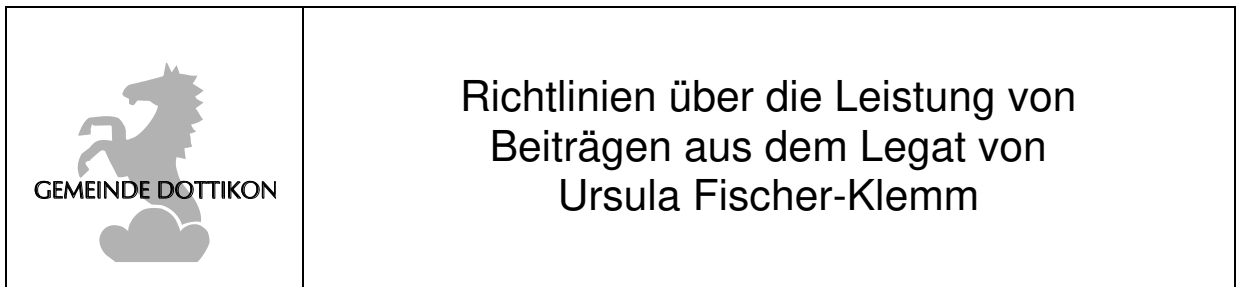 GEMEINDE DOTTIKON
Richtlinien über die Leistung von
Beiträgen aus dem Legat von
Ursula Fischer-Klemm